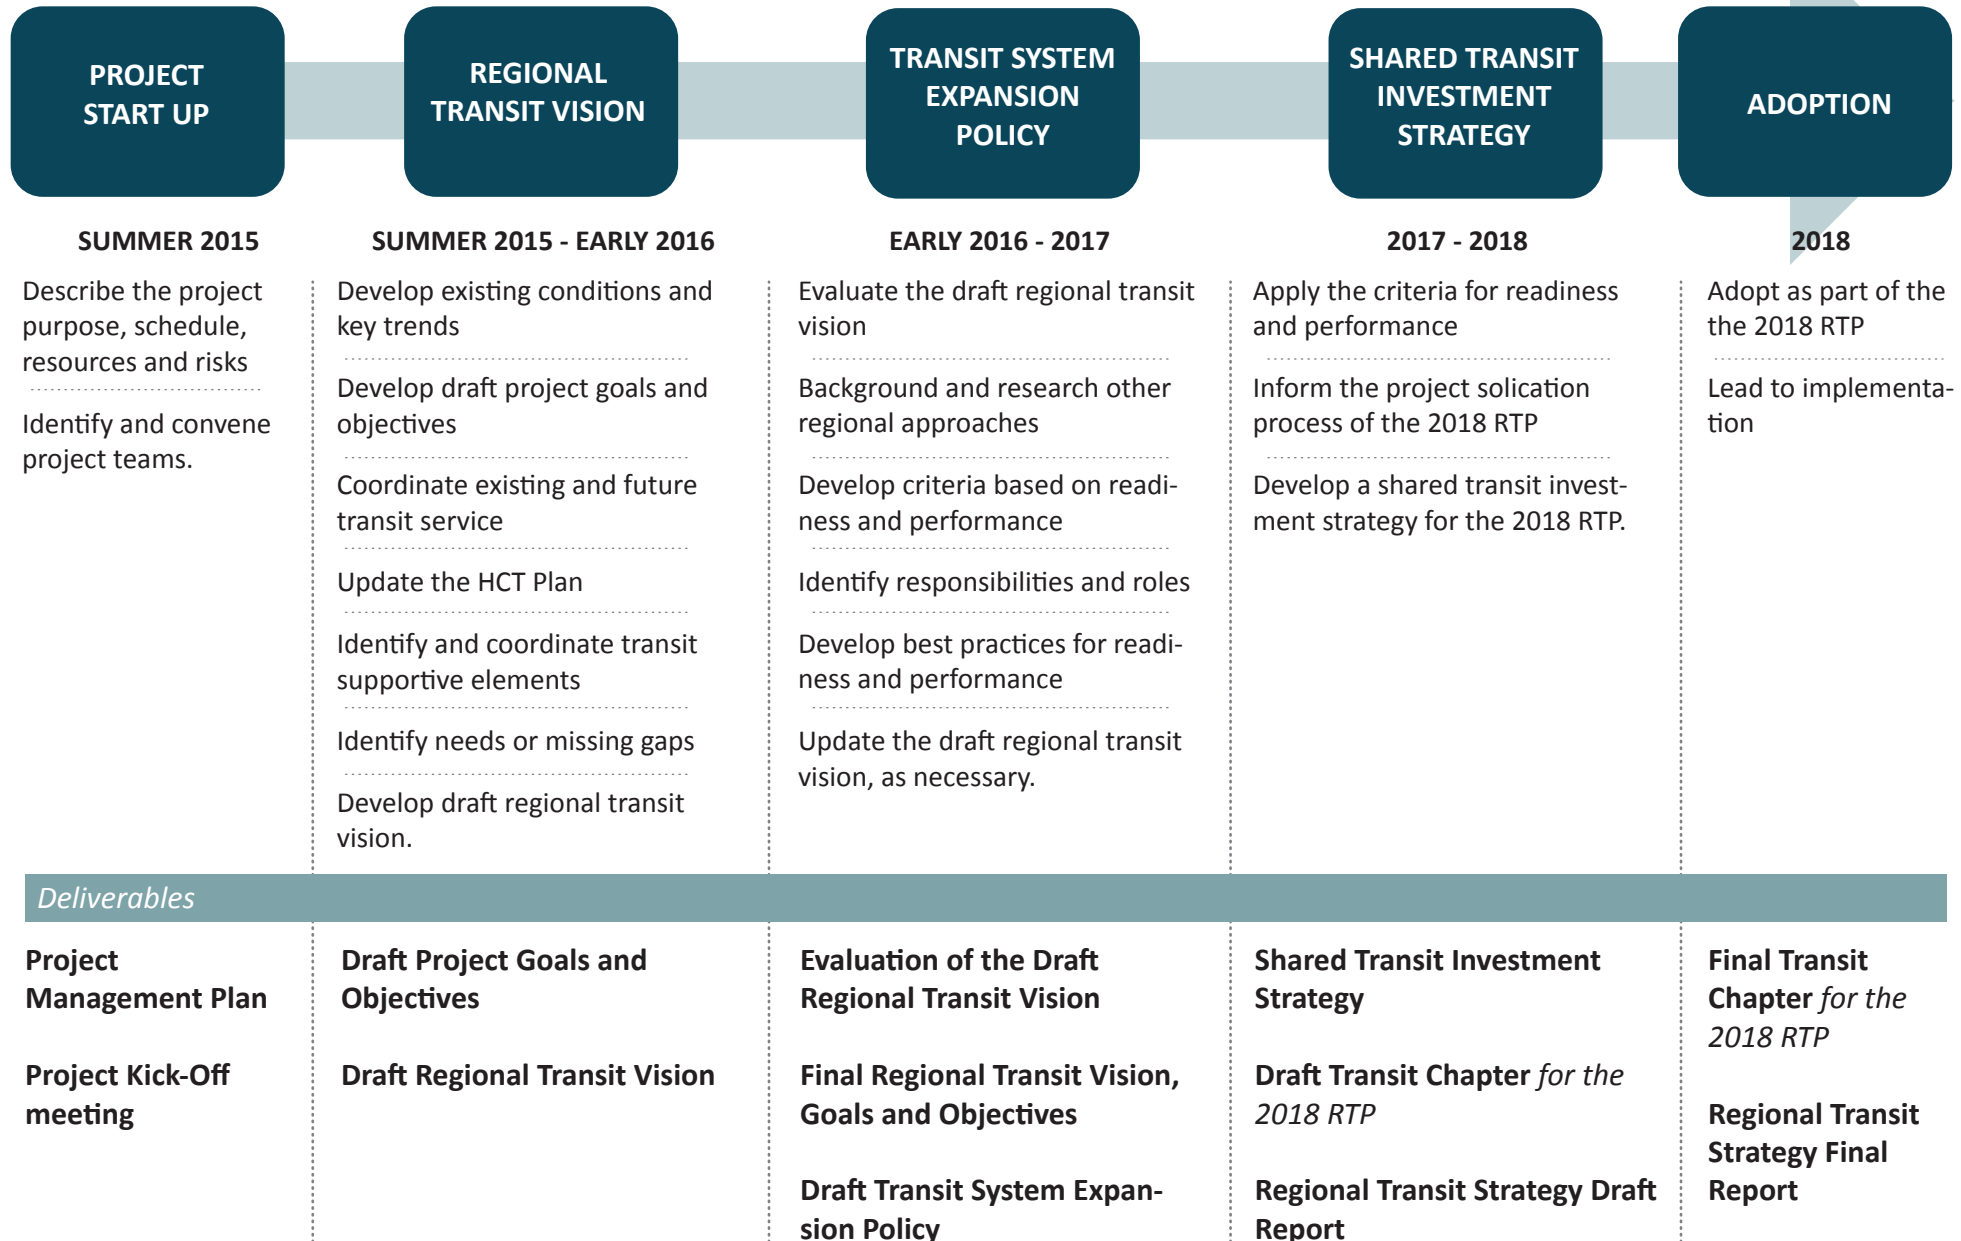 PROJECT
START UP
REGIONAL
TRANSIT VISION
TRANSIT SYSTEM
EXPANSION
POLICY
SHARED TRANSIT
INVESTMENT
STRATEGY
ADOPTION
SUMMER 2015
SUMMER 2015 - EARLY 2016
EARLY 2016 - 2017
2017 - 2018
2018
Describe the project
purpose, schedule,
resources and risks
Identify and convene
project teams.
Develop existing conditions and
key trends
Develop draft project goals and
objectives
Coordinate existing and future
transit service
Update the HCT Plan
Identify and coordinate transit
supportive elements
Identify needs or missing gaps
Develop draft regional transit
vision.
Evaluate the draft regional transit
vision
Background and research other
regional approaches
Develop criteria based on readi-
ness and performance
Identify responsibilities and roles
Develop best practices for readi-
ness and performance
Update the draft regional transit
vision, as necessary.
Apply the criteria for readiness
and performance
Inform the project solication
process of the 2018 RTP
Develop a shared transit invest-
ment strategy for the 2018 RTP.
Adopt as part of the
the 2018 RTP
Lead to implementa-
tion
Deliverables
Project
Management Plan
Project Kick-Off
meeting
Draft Project Goals and
Objectives
Draft Regional Transit Vision
Evaluation of the Draft
Regional Transit Vision
Final Regional Transit Vision,
Goals and Objectives
Draft Transit System Expan-
sion Policy
Shared Transit Investment
Strategy
Draft Transit Chapter for the
2018 RTP
Regional Transit Strategy Draft
Report
Final Transit
Chapter for the
2018 RTP
Regional Transit
Strategy Final
Report